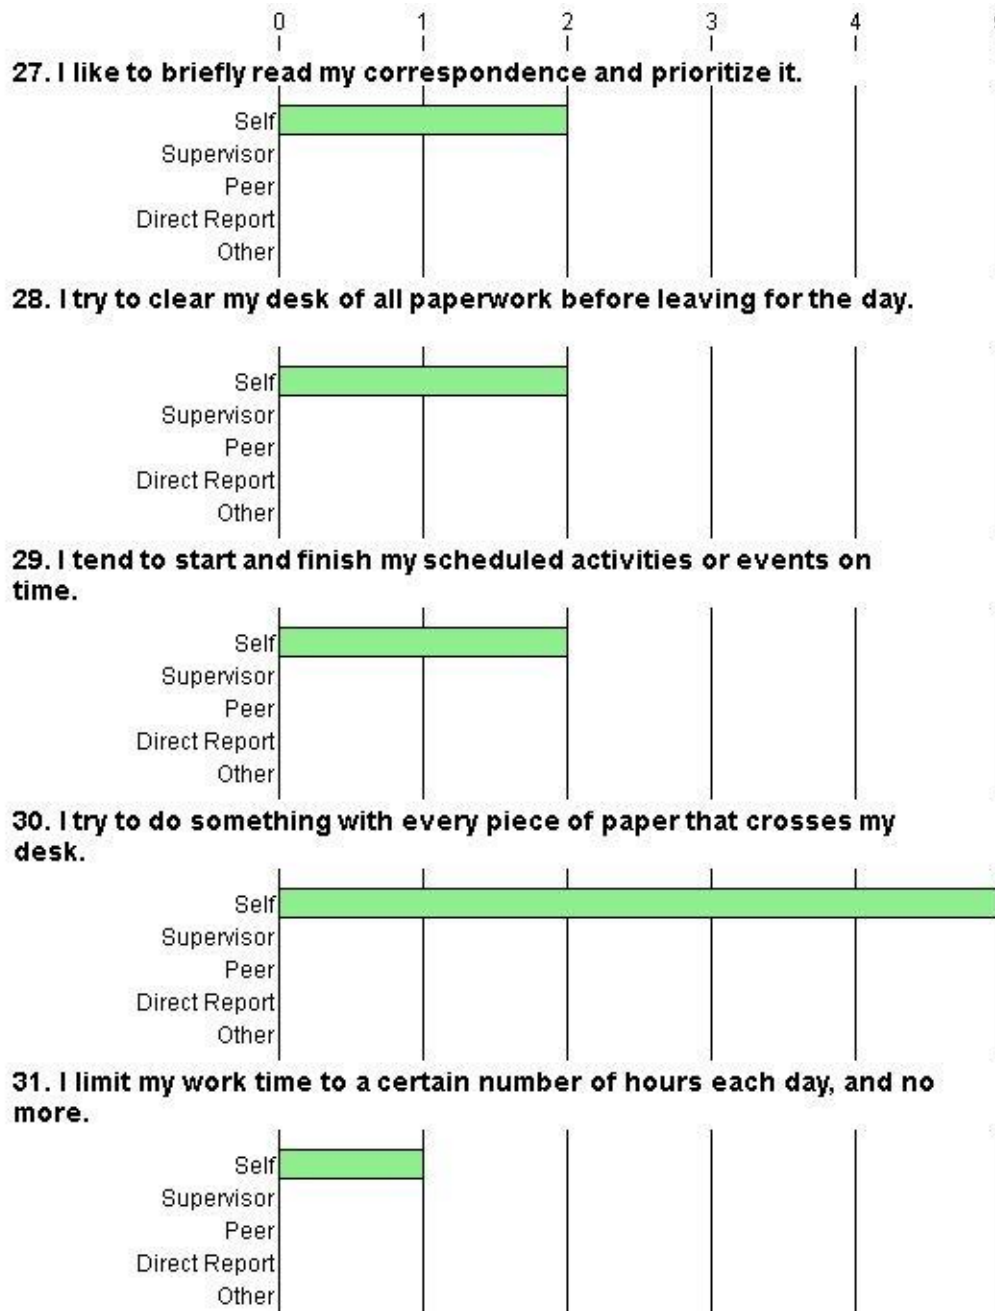 0 1 2 3 4
27. I like to briefly read my correspondence and prioritize it.
Self
Supervisor
Peer
Direct Report
Other
28. I try to clear my desk of all paperwork before leaving for the day.
Self
Supervisor
Peer
Direct Report
Other
29. I tend to start and finish my scheduled activities or events on
time.
Self
Supervisor
Peer
Direct Report
Other
30. I try to do something with every piece of paper that crosses my
desk.
Self
Supervisor
Peer
Direct Report
Other
31. I limit my work time to a certain number of hours each day, and no
more.
Self
Supervisor
Peer
Direct Report
Other